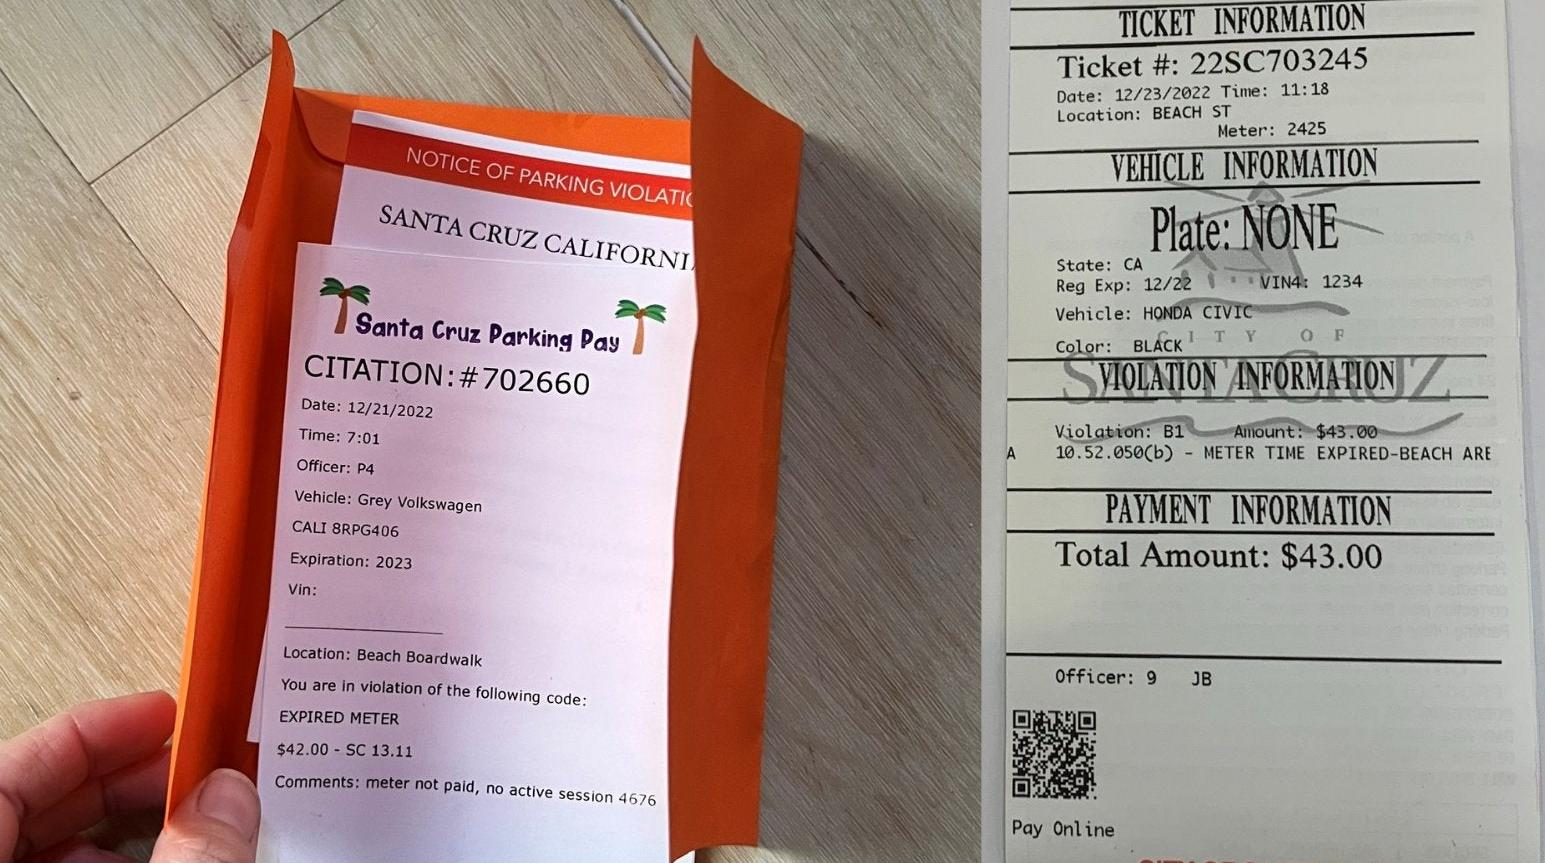 NOTICE OF PARKING VIOLATIO
SANTA CRUZ CALIFORNIA
Santa Cruz Parking Pay
CITATION:#702660
Date: 12/21/2022
Time: 7:01
Officer: P4
Vehicle: Grey Volkswagen
CALI 8RPG406
Expiration: 2023
Vin:
Location: Beach Boardwalk
You are in violation of the following code:
EXPIRED METER
$42.00 - SC 13.11
Comments: meter not paid, no active session 4676
TICKET INFORMATION
Ticket #: 22SC703245
Date: 12/23/2022 Time: 11:18
Location: BEACH ST
Meter: 2425
VEHICLE INFORMATION
Plate: NONE
State: CA
Reg Exp: 12/22 VIN4: 1234
Vehicle: HONDA CIVIC
CITY OF
Color: BLACK
SANTA CRUZ
VIOLATION INFORMATION
Violation: B1 Amount: $43.00
A 10.52.050(b) - METER TIME EXPIRED-BEACH ARE
PAYMENT INFORMATION
Total Amount: $43.00
Officer: 9 JB
Pay Online